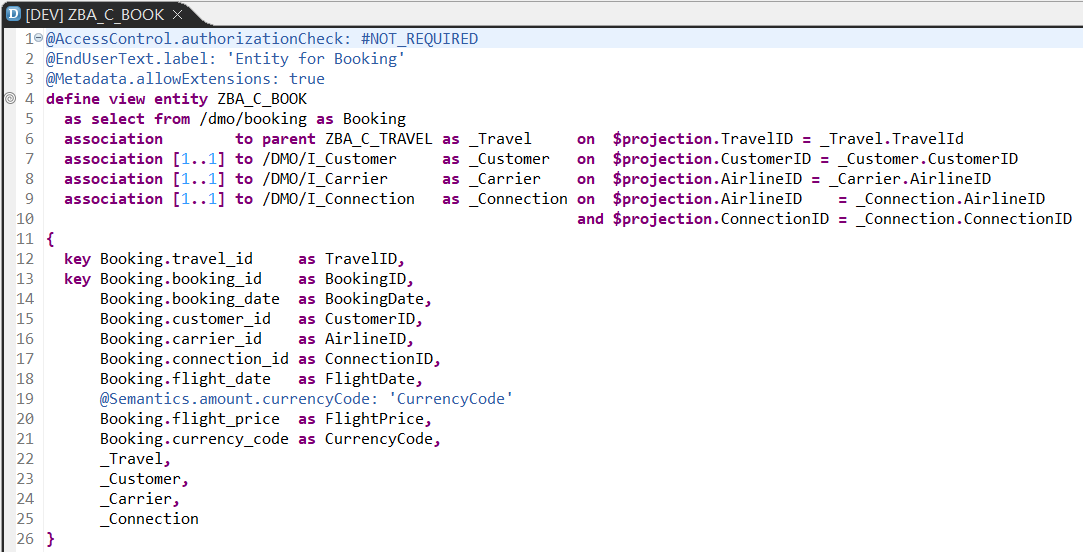 [DEV] ZBA_C_BOOK
1 @AccessControl.authorizationCheck: #NOT_REQUIRED
2 @EndUserText.label: 'Entity for Booking'
3 @Metadata.allowExtensions: true
4 define view entity ZBA_C_BOOK
5   as select from /dmo/booking as Booking
6   association        to parent ZBA_C_TRAVEL as _Travel     on  $projection.TravelID = _Travel.TravelId
7   association [1..1] to /DMO/I_Customer     as _Customer   on  $projection.CustomerID = _Customer.CustomerID
8   association [1..1] to /DMO/I_Carrier      as _Carrier    on  $projection.AirlineID = _Carrier.AirlineID
9   association [1..1] to /DMO/I_Connection   as _Connection on  $projection.AirlineID    = _Connection.AirlineID
10                                                            and $projection.ConnectionID = _Connection.ConnectionID
11 {
12   key Booking.travel_id     as TravelID,
13   key Booking.booking_id    as BookingID,
14       Booking.booking_date  as BookingDate,
15       Booking.customer_id   as CustomerID,
16       Booking.carrier_id    as AirlineID,
17       Booking.connection_id as ConnectionID,
18       Booking.flight_date   as FlightDate,
19       @Semantics.amount.currencyCode: 'CurrencyCode'
20       Booking.flight_price  as FlightPrice,
21       Booking.currency_code as CurrencyCode,
22       _Travel,
23       _Customer,
24       _Carrier,
25       _Connection
26 }